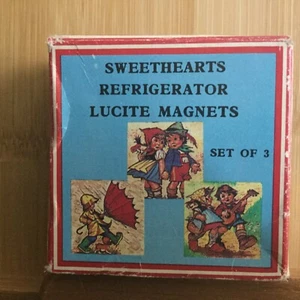 SWEETHEARTS
REFRIGERATOR
LUCITE MAGNETS
SET OF 3